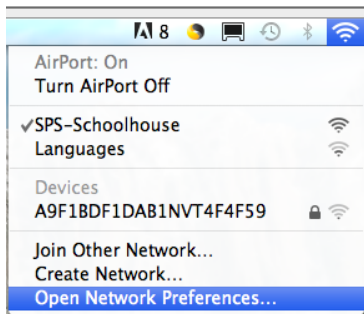 8
AirPort: On
Turn AirPort Off
✓SPS-Schoolhouse
Languages
Devices
A9F1BDF1DAB1NVT4F4F59
Join Other Network...
Create Network...
Open Network Preferences...